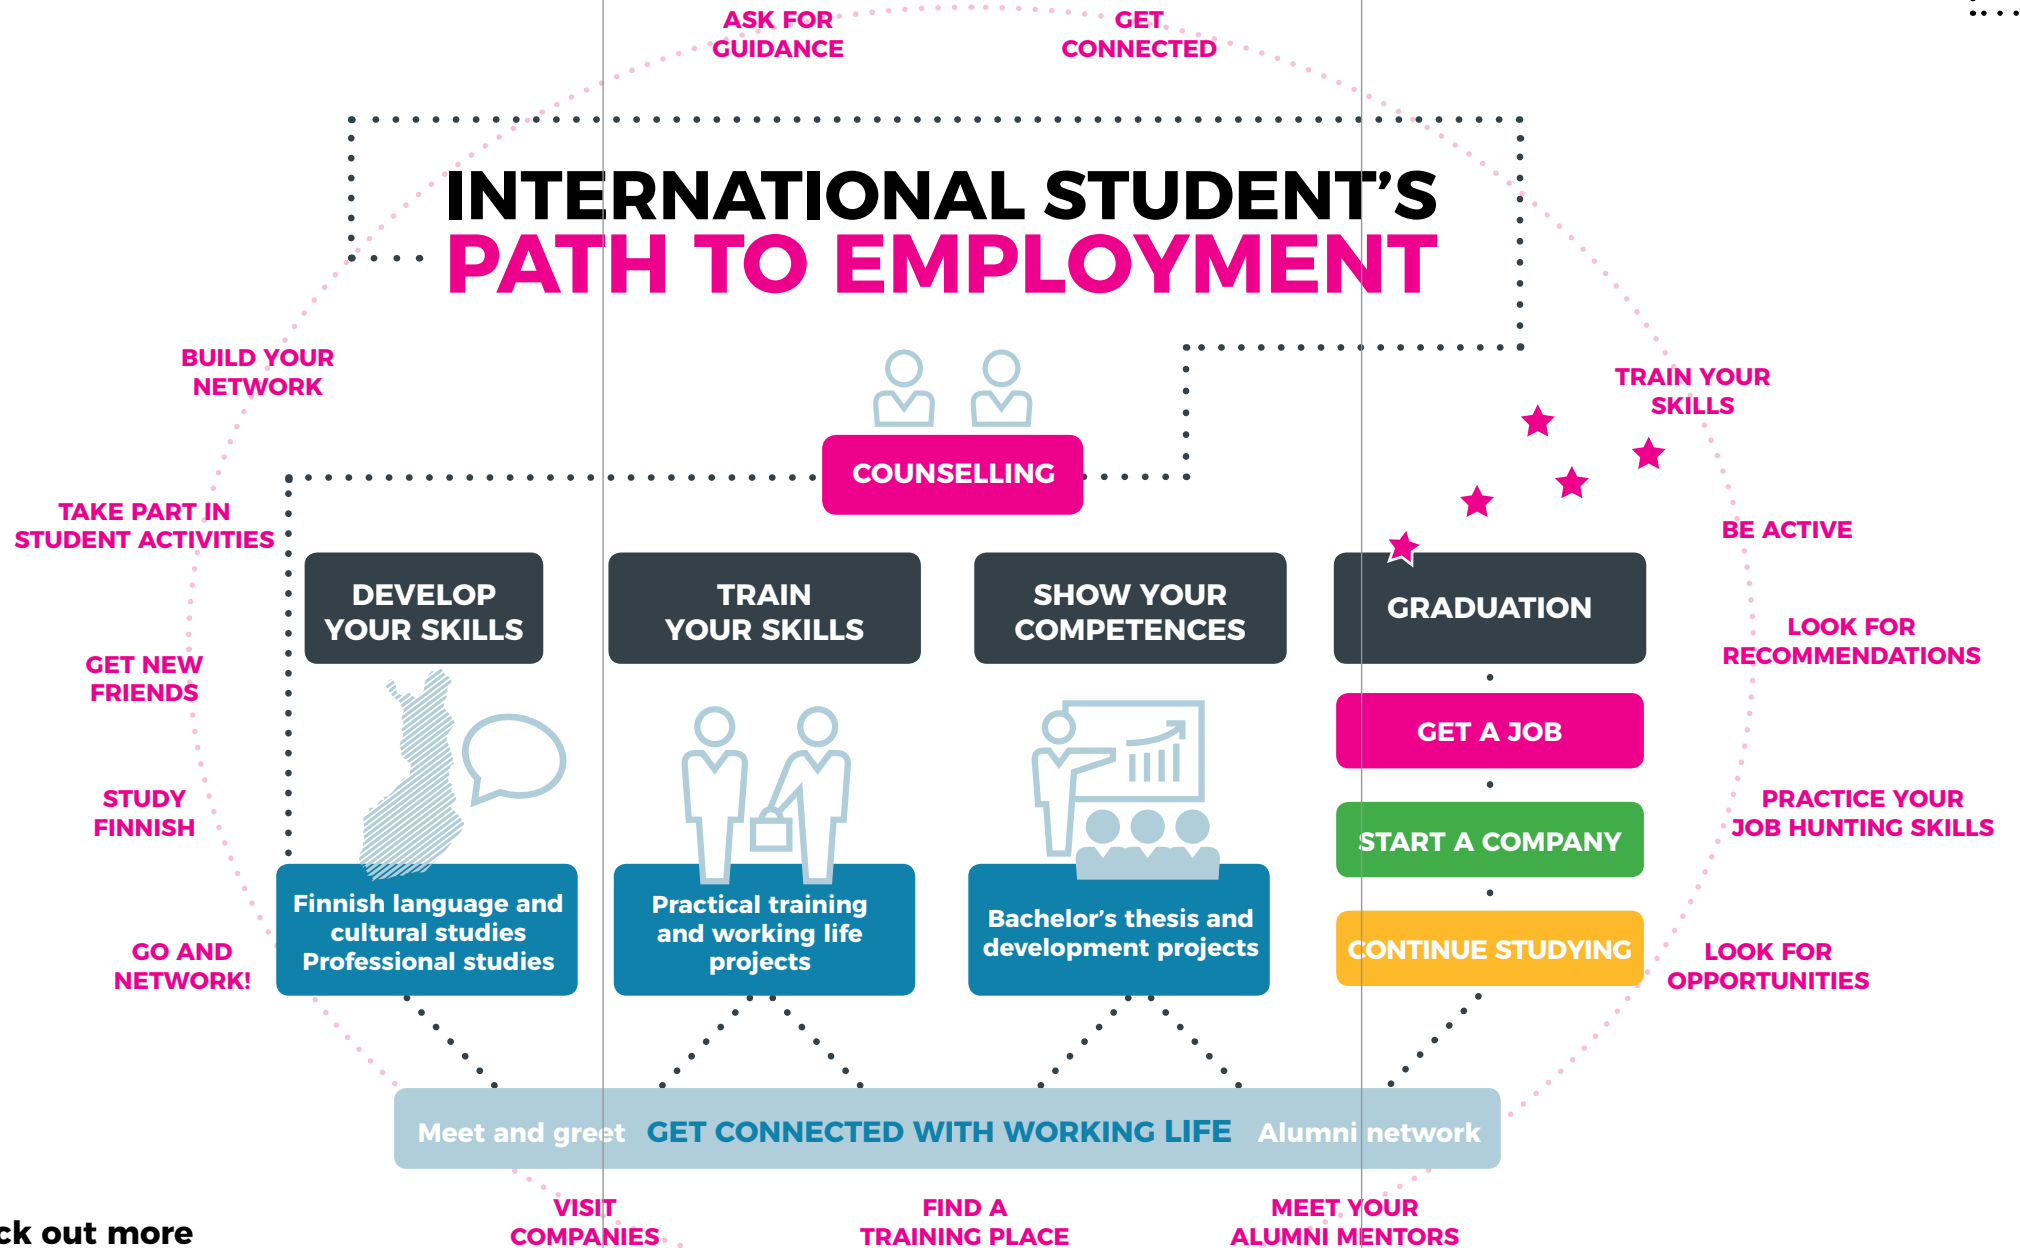 ASK FOR
GUIDANCE
GET
CONNECTED
INTERNATIONAL STUDENT'S
PATH TO EMPLOYMENT
BUILD YOUR
NETWORK
TRAIN YOUR
SKILLS
COUNSELLING
TAKE PART IN
STUDENT ACTIVITIES
BE ACTIVE
DEVELOP
YOUR SKILLS
TRAIN
YOUR SKILLS
SHOW YOUR
COMPETENCES
GRADUATION
GET NEW
FRIENDS
LOOK FOR
RECOMMENDATIONS
GET A JOB
STUDY
FINNISH
START A COMPANY
PRACTICE YOUR
JOB HUNTING SKILLS
Finnish language and
cultural studies
Professional studies
Practical training
and working life
projects
Bachelor's thesis and
development projects
CONTINUE STUDYING
GO AND
NETWORK!
LOOK FOR
OPPORTUNITIES
Meet and greet GET CONNECTED WITH WORKING LIFE Alumni network
VISIT
COMPANIES
FIND A
TRAINING PLACE
MEET YOUR
ALUMNI MENTORS
ck out more